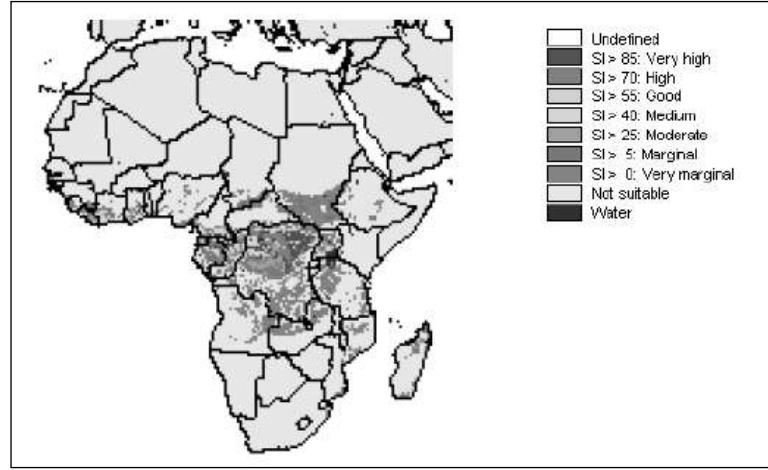 Undefined
SI > 85: Very high
SI > 70: High
SI > 55: Good
SI > 40: Medium
SI > 25: Moderate
SI > 5: Marginal
SI > 0: Very marginal
Not suitable
Water